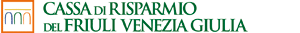 CASSA DI RISPARMIO
DEL FRIULI VENEZIA GIULIA